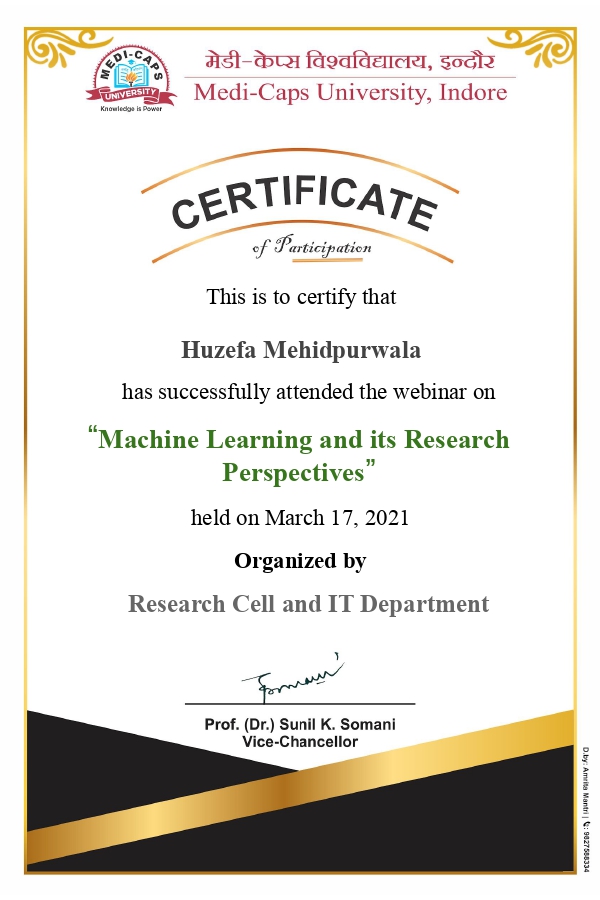 MEDI-CAPS
UNIVERSITY
Knowledge is Power
मेडी-केप्स विश्वविद्यालय, इन्दौर
Medi-Caps University, Indore
CERTIFICATE
of Participation
This is to certify that
Huzefa Mehidpurwala
has successfully attended the webinar on
“Machine Learning and its Research
Perspectives”
held on March 17, 2021
Organized by
Research Cell and IT Department
Somani
Prof. (Dr.) Sunil K. Somani
Vice-Chancellor
D.by: Amrita Mantri | 📞: 9827588334